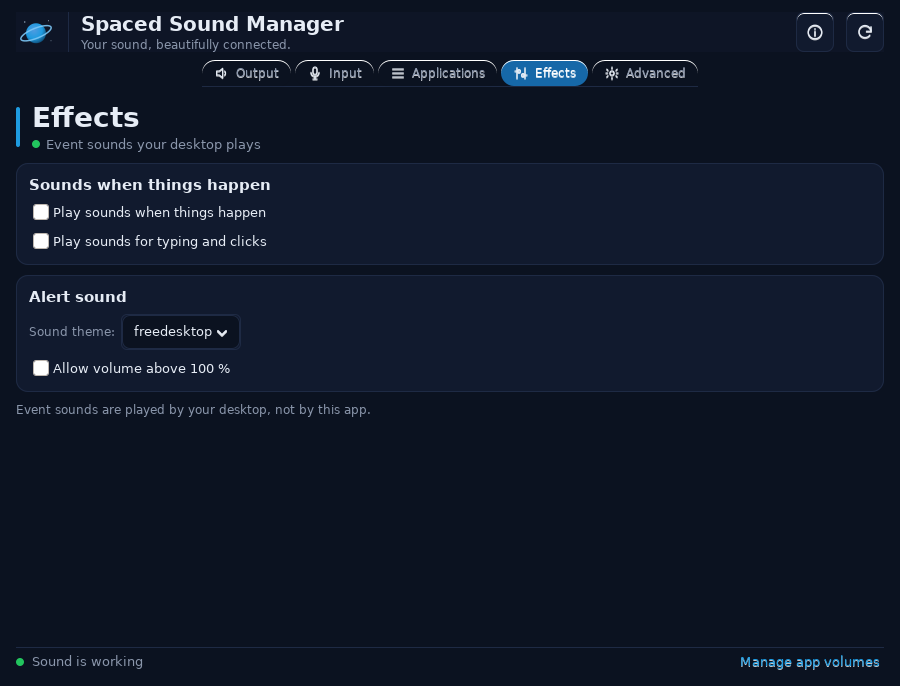 Spaced Sound Manager
Your sound, beautifully connected.
Output Input Applications Effects Advanced
Effects
Event sounds your desktop plays
Sounds when things happen
Play sounds when things happen
Play sounds for typing and clicks
Alert sound
Sound theme: freedesktop
Allow volume above 100 %
Event sounds are played by your desktop, not by this app.
Sound is working Manage app volumes